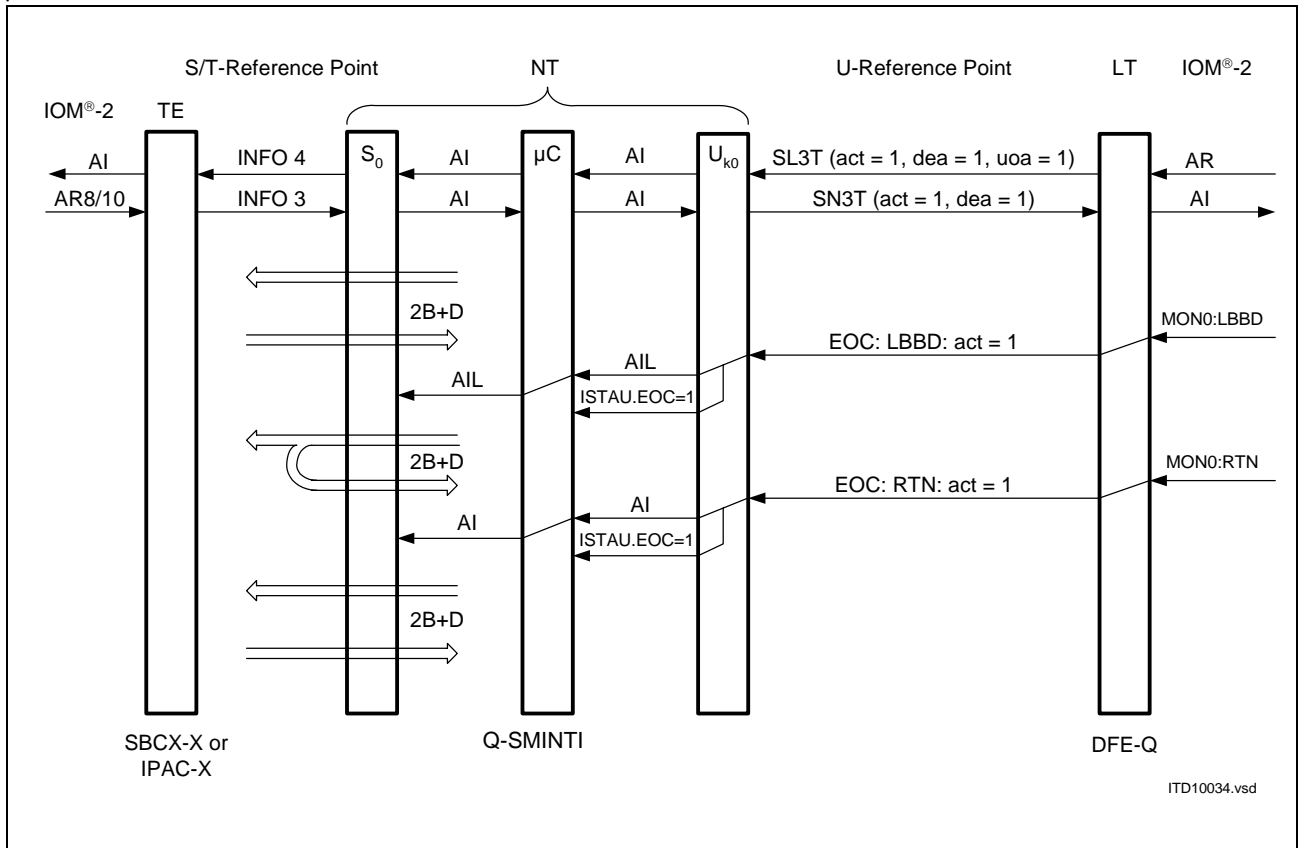 S/T-Reference Point NT U-Reference Point LT IOM®-2
IOM®-2 TE
S0 µC Uk0
AI INFO 4 AI AI SL3T (act = 1, dea = 1, uoa = 1) AR
AR8/10 INFO 3 AI AI SN3T (act = 1, dea = 1) AI
2B+D
MON0:LBBD
EOC: LBBD: act = 1
AIL
AIL
ISTAU.EOC=1
2B+D
MON0:RTN
EOC: RTN: act = 1
AI
AI
ISTAU.EOC=1
2B+D
SBCX-X or
IPAC-X
Q-SMINTI
DFE-Q
ITD10034.vsd